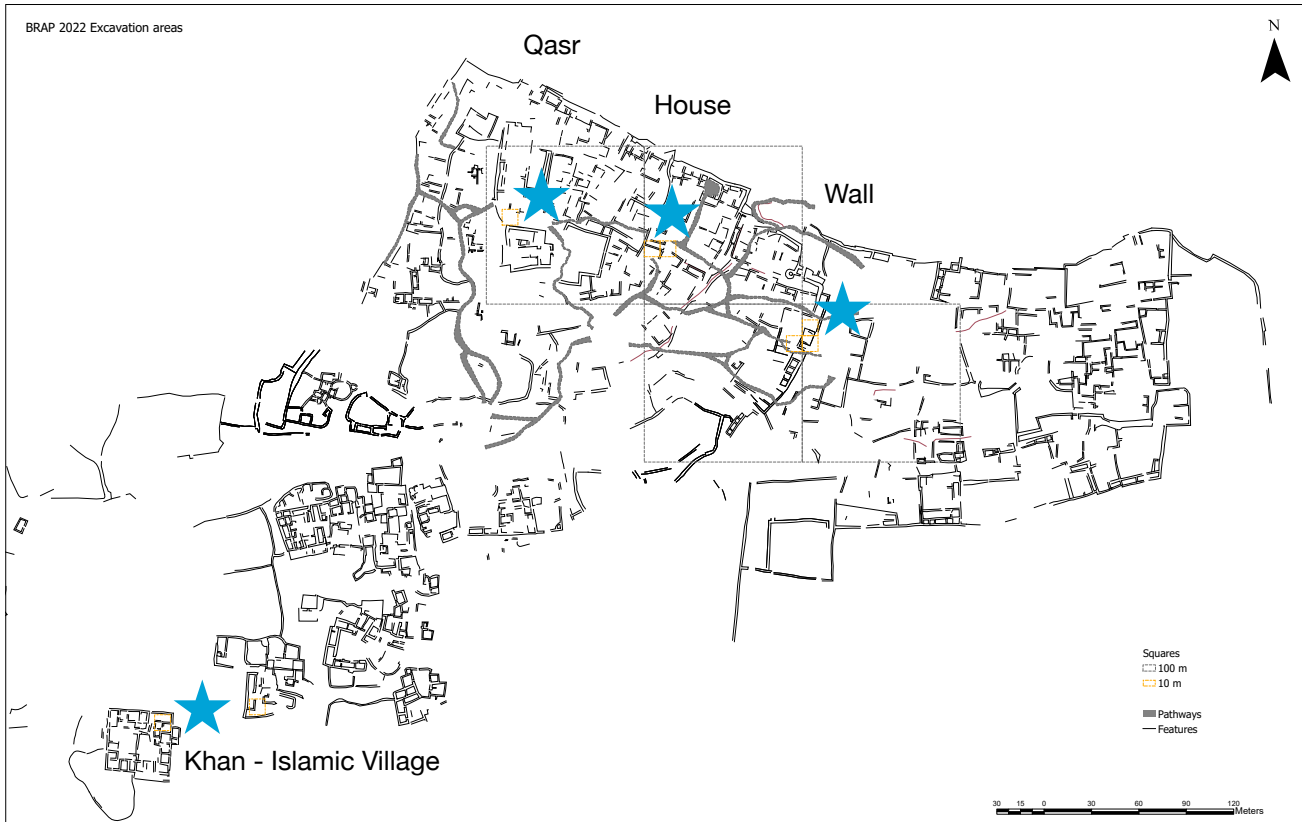 BRAP 2022 Excavation areas
N
Qasr
House
Wall
Khan - Islamic Village
Squares
100 m
10 m
Pathways
Features
30 15 0 30 60 90 120
Meters